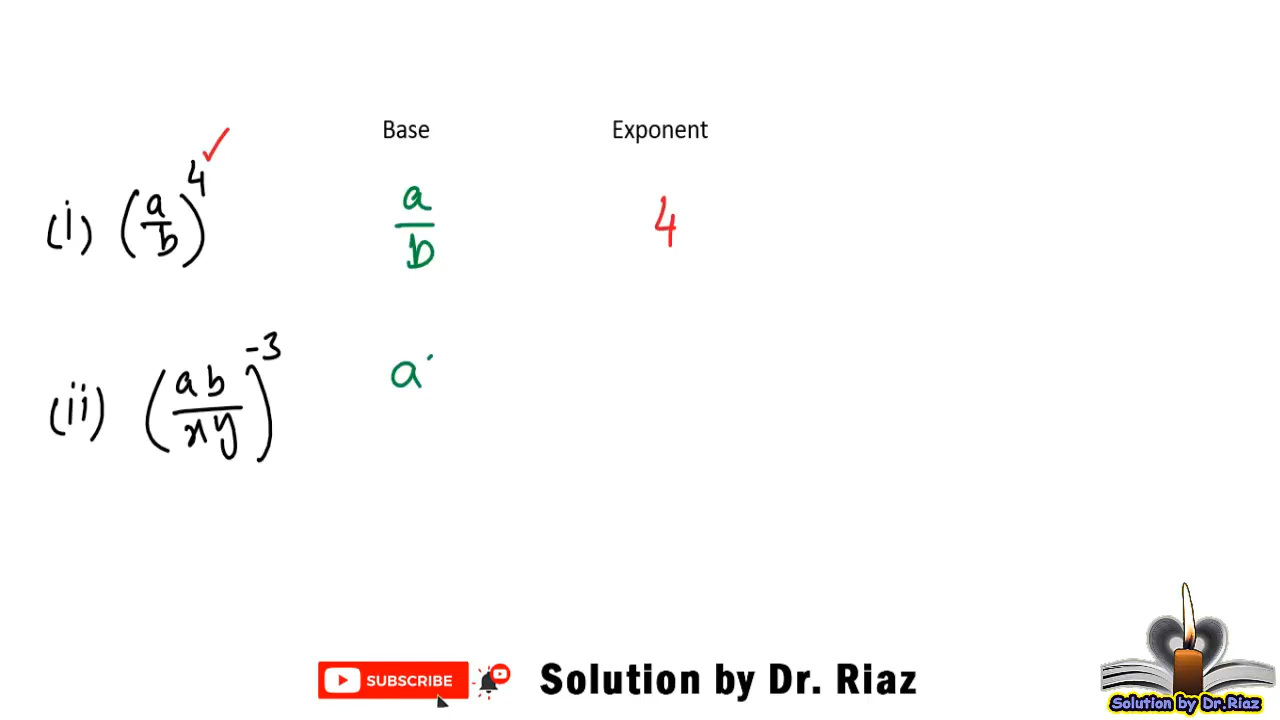 Base Exponent
(i) (a/b)^4 ✓ a/b 4
(ii) (ab/xy)^-3 a
SUBSCRIBE Solution by Dr. Riaz
Solution by Dr.Riaz